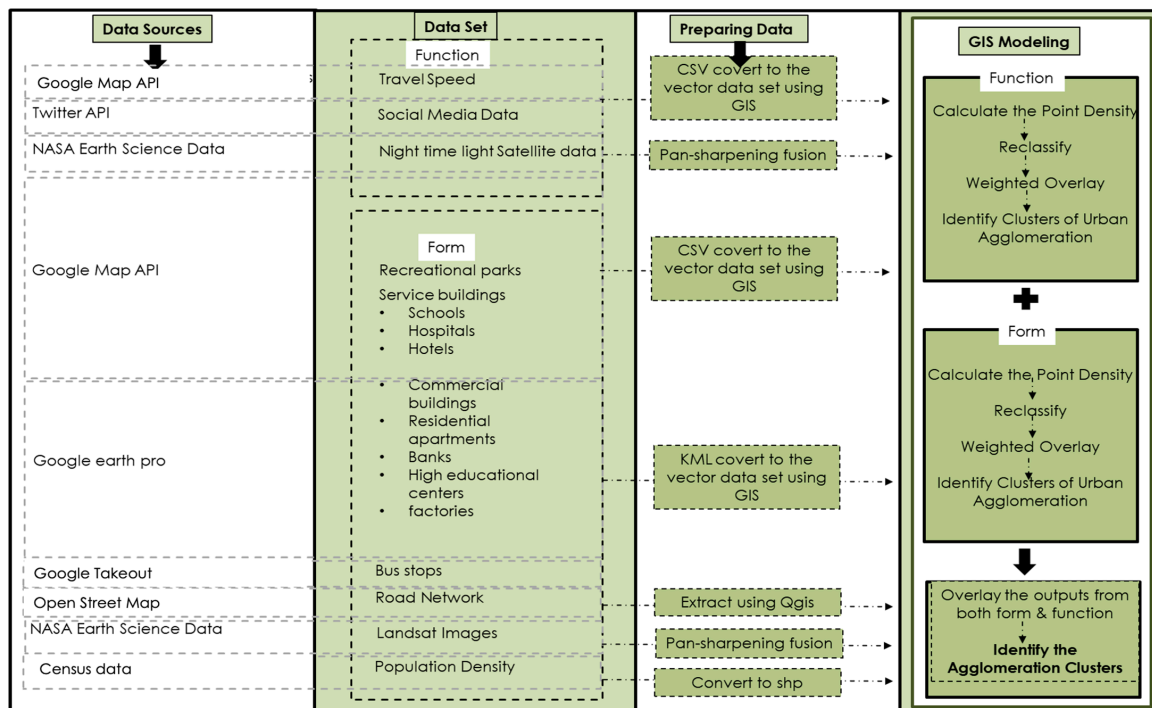 Data Sources
Data Set
Preparing Data
GIS Modeling
Google Map API
s
Twitter API
NASA Earth Science Data
Google Map API
Google earth pro
Google Takeout
Open Street Map
NASA Earth Science Data
Census data
Function
Travel Speed
Social Media Data
Night time light Satellite data
Form
Recreational parks
Service buildings
• Schools
• Hospitals
• Hotels
• Commercial
buildings
• Residential
apartments
• Banks
• High educational
centers
• factories
Bus stops
Road Network
Landsat Images
Population Density
CSV covert to the
vector data set using
GIS
Pan-sharpening fusion
CSV covert to the
vector data set using
GIS
KML covert to the
vector data set using
GIS
Extract using Qgis
Pan-sharpening fusion
Convert to shp
Function
Calculate the Point Density
Reclassify
Weighted Overlay
Identify Clusters of Urban
Agglomeration
Form
Calculate the Point Density
Reclassify
Weighted Overlay
Identify Clusters of Urban
Agglomeration
Overlay the outputs from
both form & function
Identify the
Agglomeration Clusters